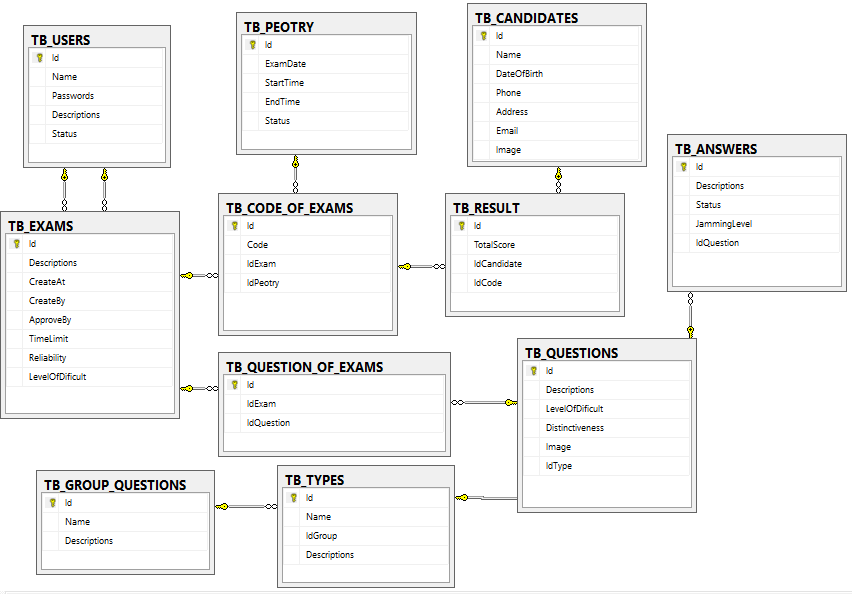 TB_USERS
Id
Name
Passwords
Descriptions
Status
TB_PEOTRY
Id
ExamDate
StartTime
EndTime
Status
TB_CANDIDATES
Id
Name
DateOfBirth
Phone
Address
Email
Image
TB_ANSWERS
Id
Descriptions
Status
JammingLevel
IdQuestion
TB_EXAMS
Id
Descriptions
CreateAt
CreateBy
ApproveBy
TimeLimit
Reliability
LevelOfDificult
TB_CODE_OF_EXAMS
Id
Code
IdExam
IdPeotry
TB_RESULT
Id
TotalScore
IdCandidate
IdCode
TB_QUESTION_OF_EXAMS
Id
IdExam
IdQuestion
TB_QUESTIONS
Id
Descriptions
LevelOfDificult
Distinctiveness
Image
IdType
TB_GROUP_QUESTIONS
Id
Name
Descriptions
TB_TYPES
Id
Name
IdGroup
Descriptions